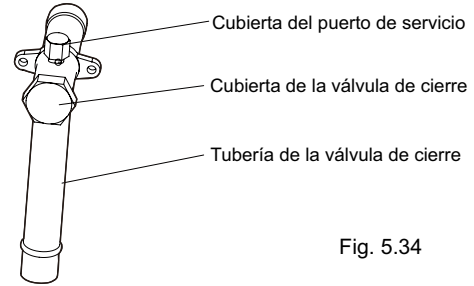 Cubierta del puerto de servicio
Cubierta de la válvula de cierre
Tubería de la válvula de cierre
Fig. 5.34